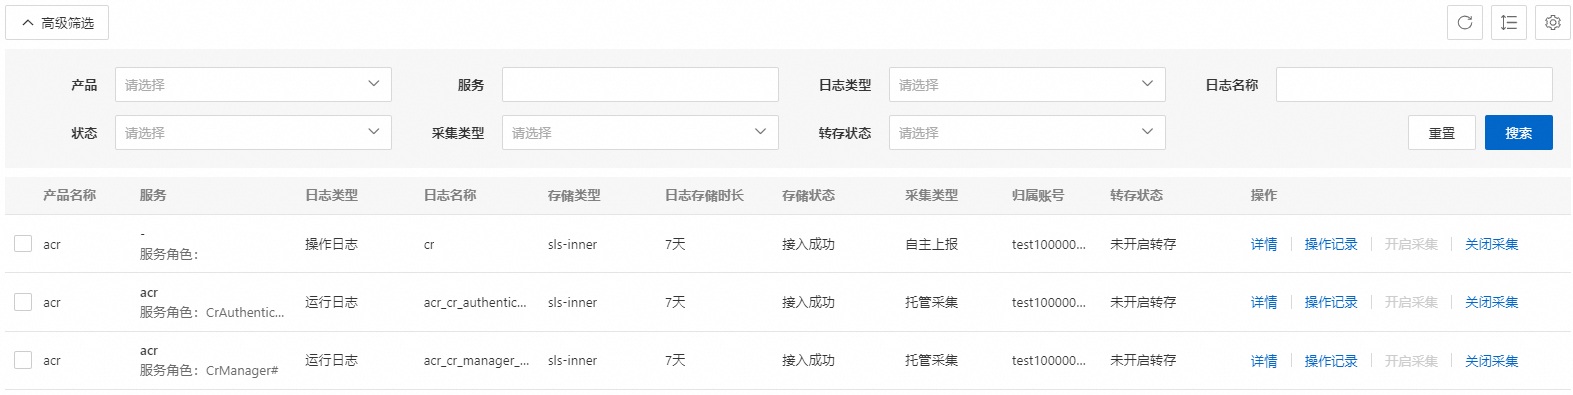 高级筛选
产品 请选择 服务 日志类型 请选择 日志名称
状态 请选择 采集类型 请选择 转存状态 请选择 重置 搜索
产品名称 服务 日志类型 日志名称 存储类型 日志存储时长 存储状态 采集类型 归属账号 转存状态 操作
acr - 操作日志 cr sls-inner 7天 接入成功 自主上报 test100000... 未开启转存 详情 操作记录 开启采集 关闭采集
服务角色：
acr acr 运行日志 acr_cr_authentic... sls-inner 7天 接入成功 托管采集 test100000... 未开启转存 详情 操作记录 开启采集 关闭采集
服务角色：CrAuthentic...
acr acr 运行日志 acr_cr_manager_... sls-inner 7天 接入成功 托管采集 test100000... 未开启转存 详情 操作记录 开启采集 关闭采集
服务角色：CrManager#